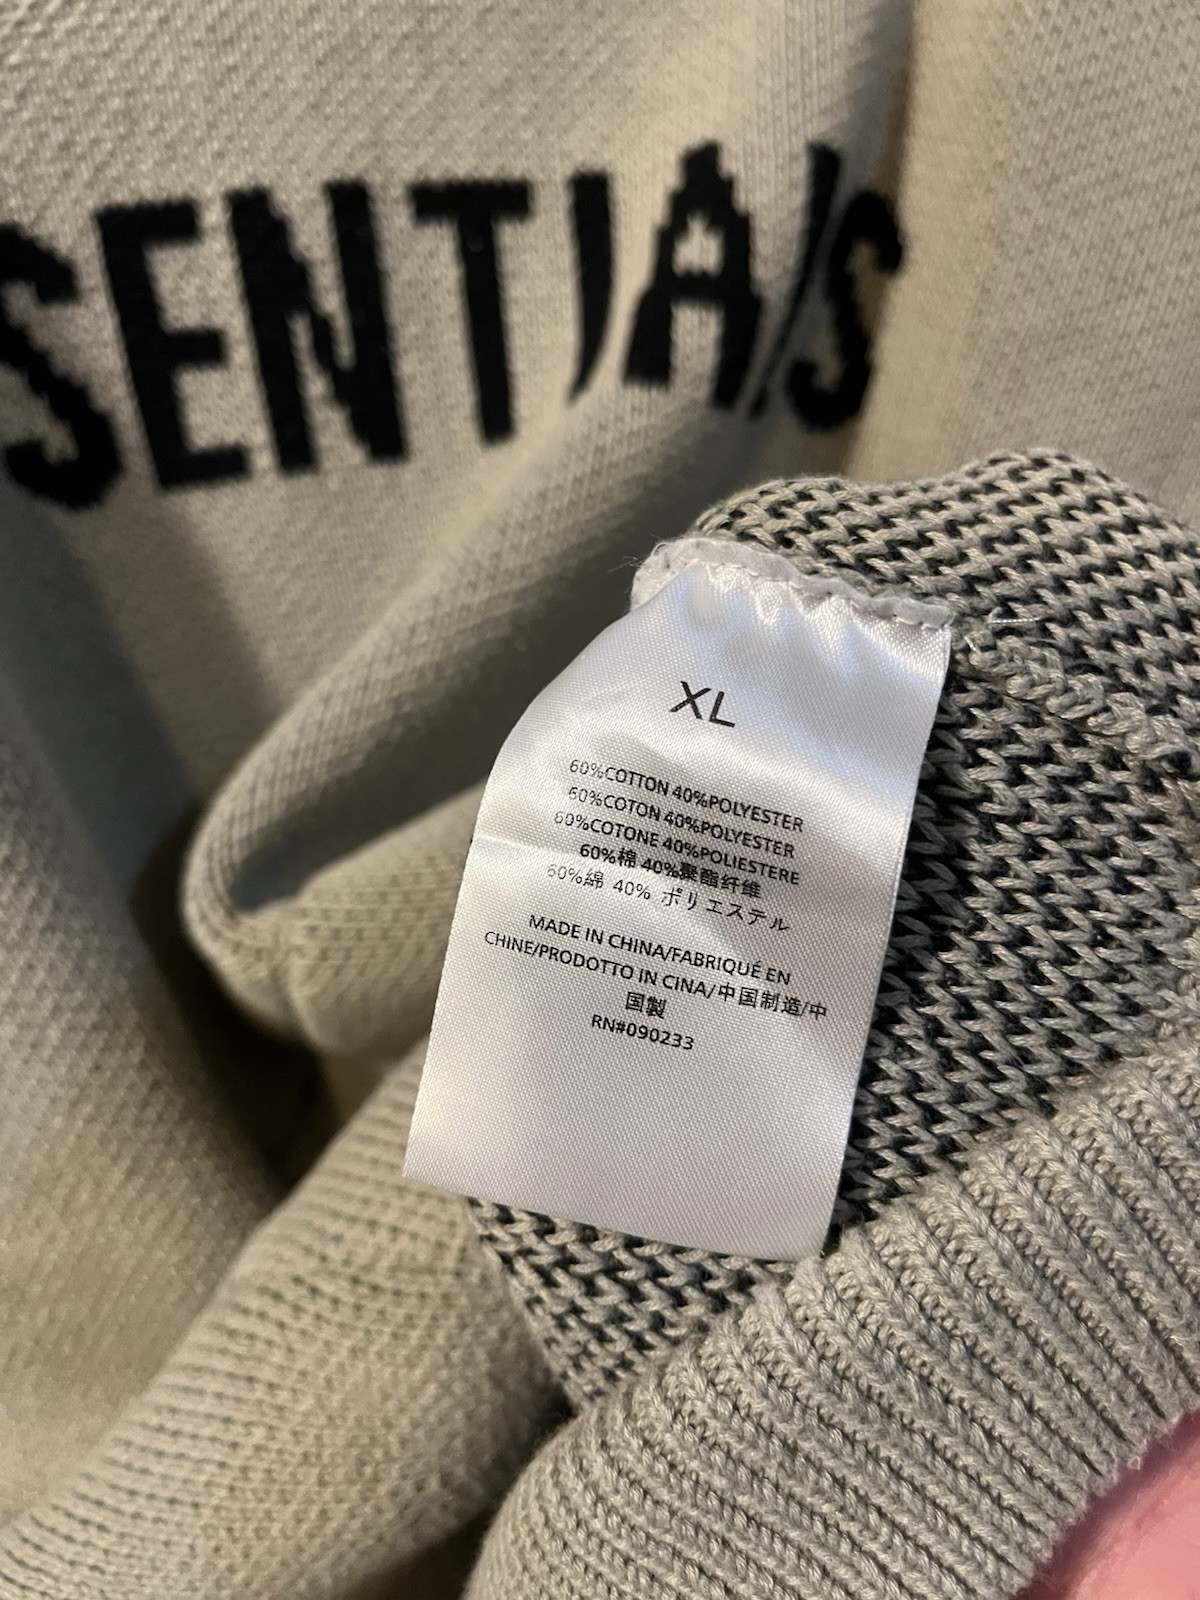 SENTIALS
XL
60%COTTON 40%POLYESTER
60%COTON 40%POLYESTER
60%COTONE 40%POLIESTERE
60%棉 40%聚酯纤维
60%綿 40% ポリエステル
MADE IN CHINA/FABRIQUÉ EN
CHINE/PRODOTTO IN CINA/中国制造/中
国製
RN#090233